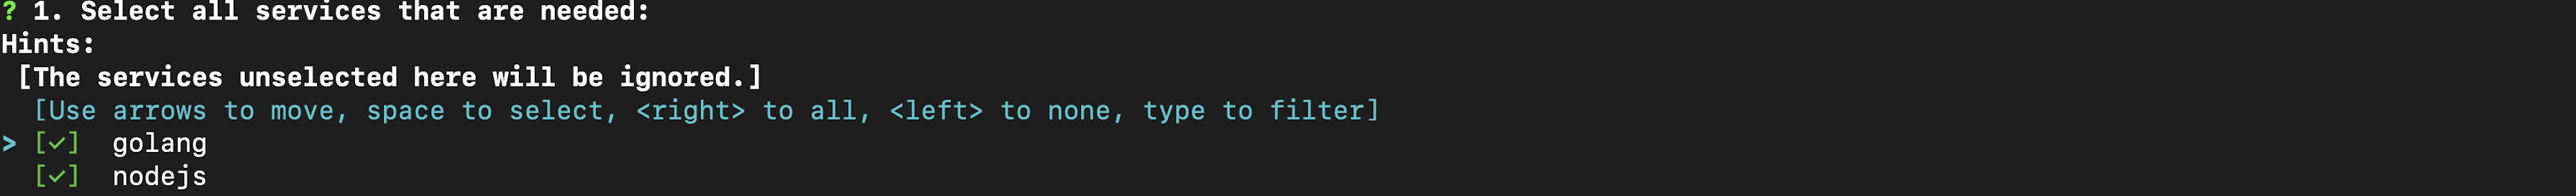 ? 1. Select all services that are needed:
Hints:
 [The services unselected here will be ignored.]
  [Use arrows to move, space to select, <right> to all, <left> to none, type to filter]
> [✓]  golang
  [✓]  nodejs